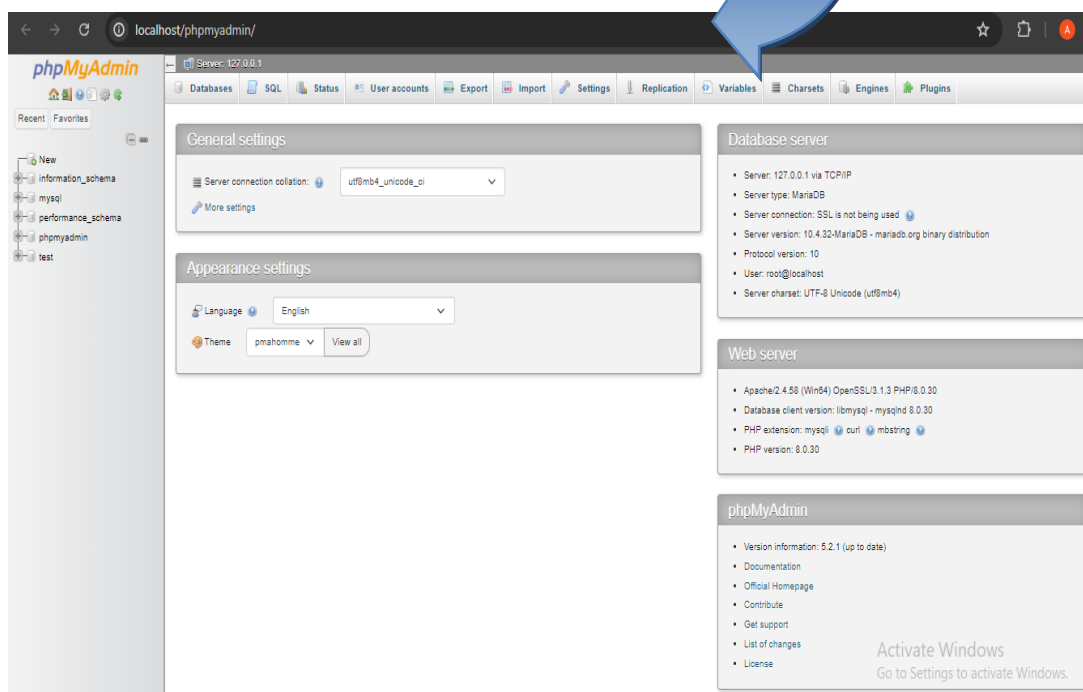 localhost/phpmyadmin/
A
phpMyAdmin
Recent Favorites
New
information_schema
mysql
performance_schema
phpmyadmin
test
Server: 127.0.0.1
Databases SQL Status User accounts Export Import Settings Replication Variables Charsets Engines Plugins
General settings
Server connection collation: utf8mb4_unicode_ci
More settings
Appearance settings
Language English
Theme pmahomme View all
Database server
Server: 127.0.0.1 via TCP/IP
Server type: MariaDB
Server connection: SSL is not being used
Server version: 10.4.32-MariaDB - mariadb.org binary distribution
Protocol version: 10
User: root@localhost
Server charset: UTF-8 Unicode (utf8mb4)
Web server
Apache/2.4.58 (Win64) OpenSSL/3.1.3 PHP/8.0.30
Database client version: libmysql - mysqlnd 8.0.30
PHP extension: mysqli curl mbstring
PHP version: 8.0.30
phpMyAdmin
Version information: 5.2.1 (up to date)
Documentation
Official Homepage
Contribute
Get support
List of changes
License
Activate Windows
Go to Settings to activate Windows.